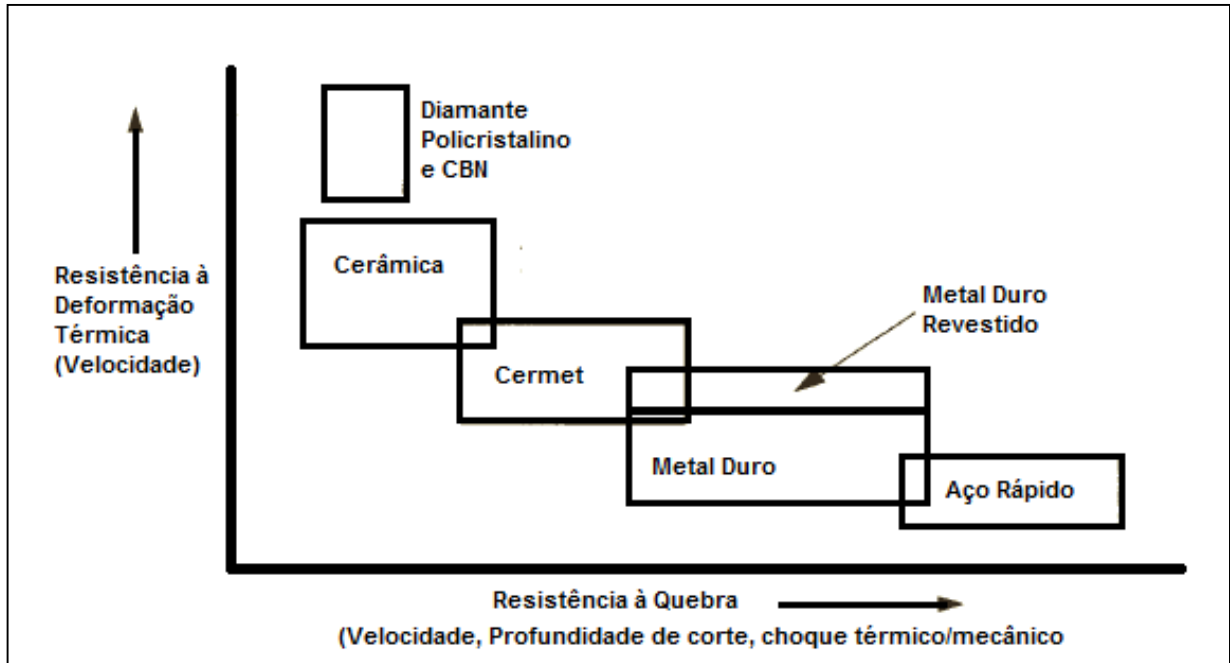 Diamante
Policristalino
e CBN
Cerâmica
Resistência à
Deformação
Térmica
(Velocidade)
Metal Duro
Revestido
Cermet
Metal Duro
Aço Rápido
Resistência à Quebra
(Velocidade, Profundidade de corte, choque térmico/mecânico